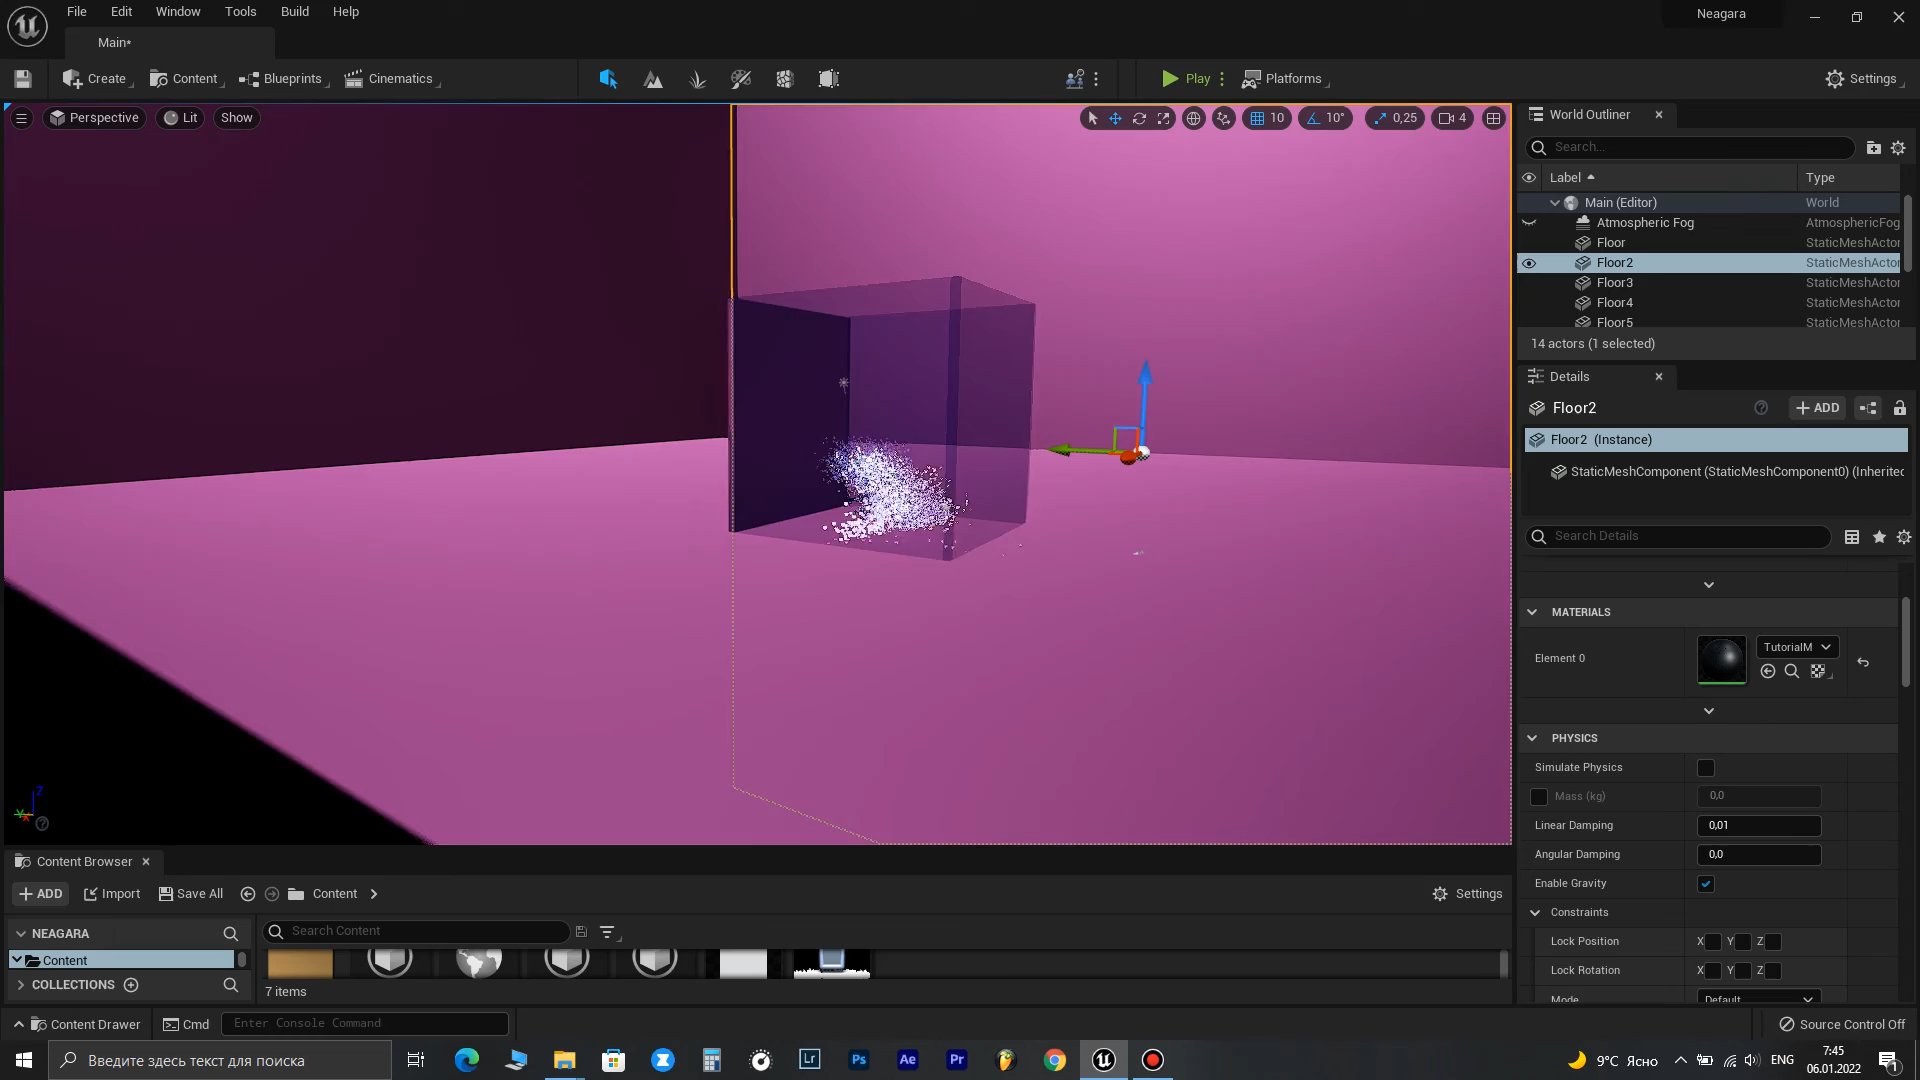 File Edit Window Tools Build Help
Neagara
Main*
Create Content Blueprints Cinematics Play Platforms Settings
Perspective Lit Show 10 10° 0,25 4
World Outliner
Search...
Label Type
Main (Editor) World
Atmospheric Fog AtmosphericFog
Floor StaticMeshActor
Floor2 StaticMeshActor
Floor3 StaticMeshActor
Floor4 StaticMeshActor
Floor5 StaticMeshActor
14 actors (1 selected)
Details
Floor2 ADD
Floor2 (Instance)
StaticMeshComponent (StaticMeshComponent0) (Inherited
Search Details
MATERIALS
Element 0
TutorialM
PHYSICS
Simulate Physics
Mass (kg) 0,0
Linear Damping 0,01
Angular Damping 0,0
Enable Gravity
Constraints
Lock Position X Y Z
Lock Rotation X Y Z
Mode Default
Z
Y
X
Content Browser
ADD Import Save All Content Settings
NEAGARA
Search Content
Content
COLLECTIONS
7 items
Content Drawer Cmd Enter Console Command Source Control Off
Введите здесь текст для поиска
Lr Ps Ae Pr
9°C Ясно ENG
7:45
06.01.2022
1